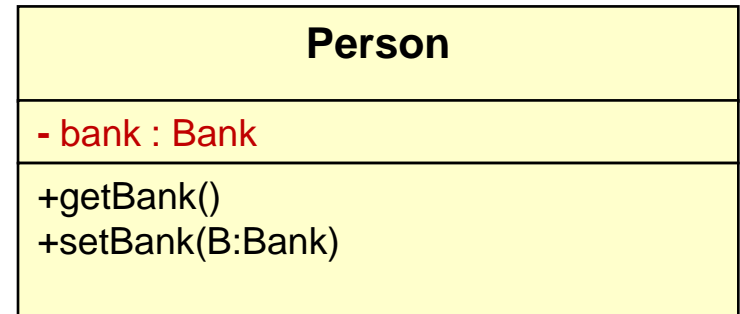 Person
- bank : Bank
+getBank()
+setBank(B:Bank)